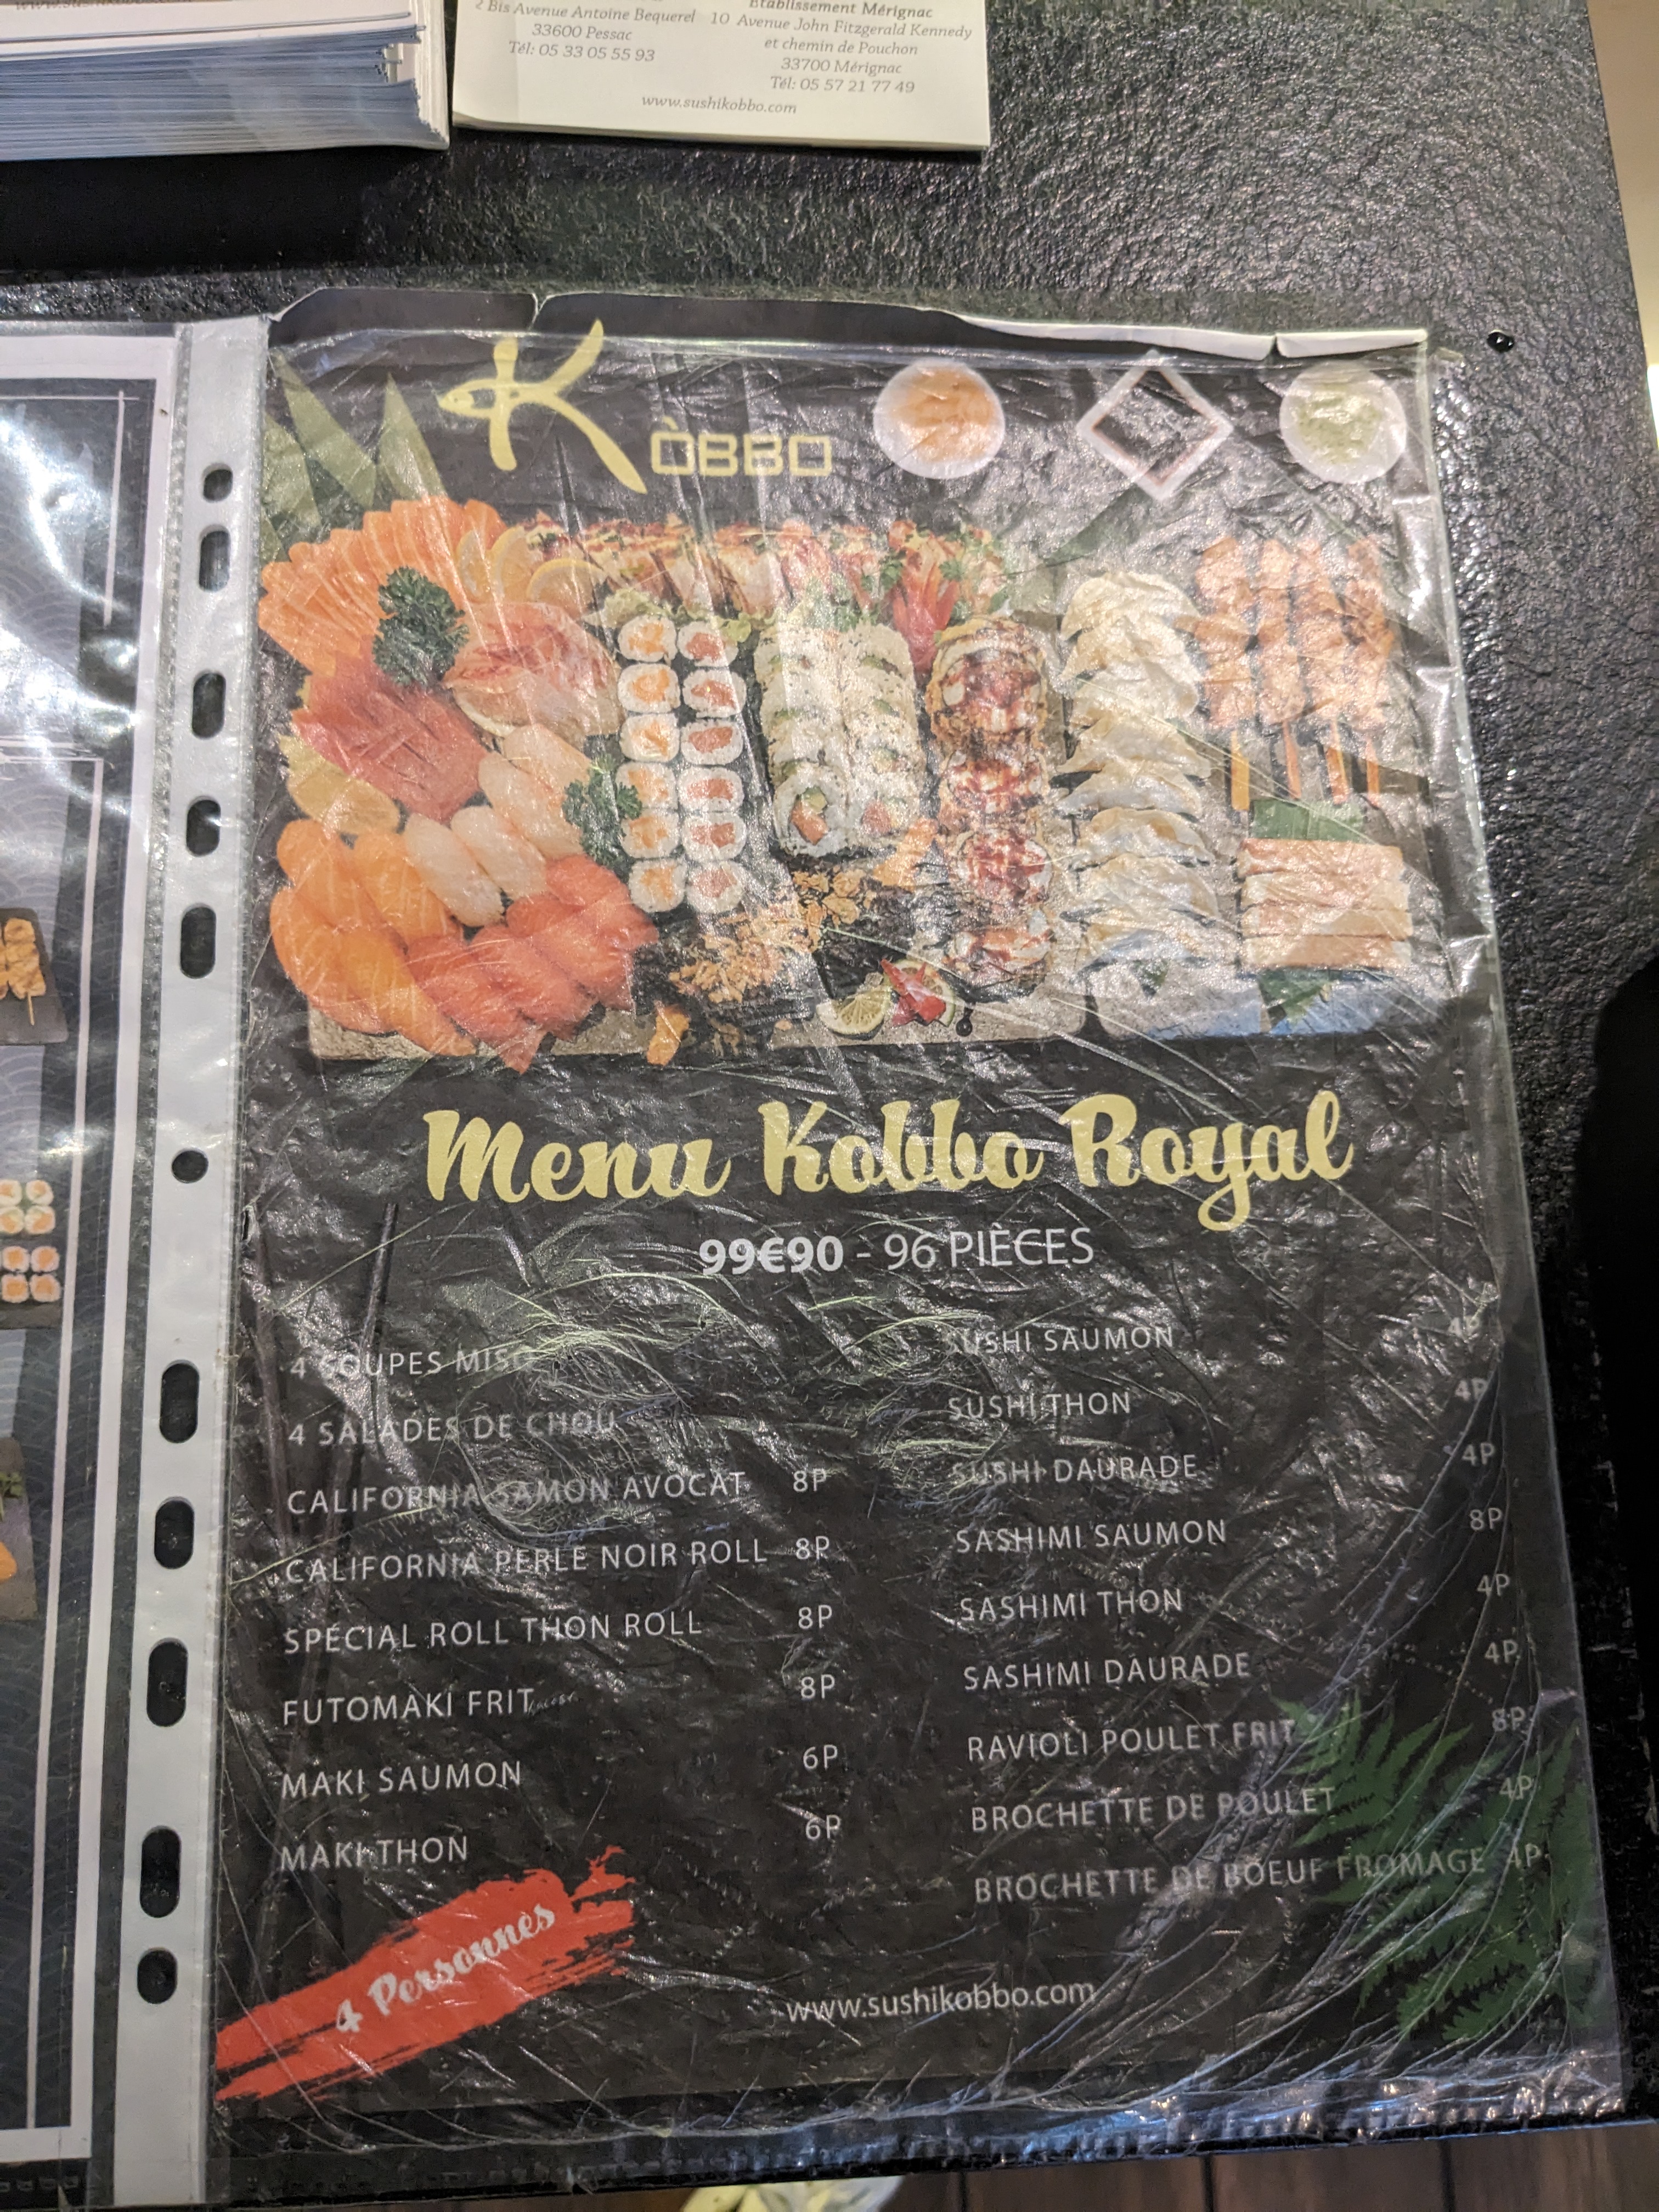 2 Bis Avenue Antoine Bequerel
33600 Pessac
Tél: 05 33 05 55 93
Etablissement Mérignac
10 Avenue John Fitzgerald Kennedy
et chemin de Pouchon
33700 Mérignac
Tél: 05 57 21 77 49
www.sushikobbo.com
KÒBBO
Menu Kobbo Royal
99€90 - 96 PIÈCES
4 SOUPES MISO
4 SALADES DE CHOU
CALIFORNIA SAMON AVOCAT 8P
CALIFORNIA PERLE NOIR ROLL 8P
SPÉCIAL ROLL THON ROLL 8P
FUTOMAKI FRIT 8P
MAKI SAUMON 6P
MAKI THON 6P
SUSHI SAUMON 4P
SUSHI THON 4P
SUSHI DAURADE 4P
SASHIMI SAUMON 8P
SASHIMI THON 4P
SASHIMI DAURADE 4P
RAVIOLI POULET FRIT 8P
BROCHETTE DE POULET 4P
BROCHETTE DE BOEUF FROMAGE 4P
4 Personnes
www.sushikobbo.com